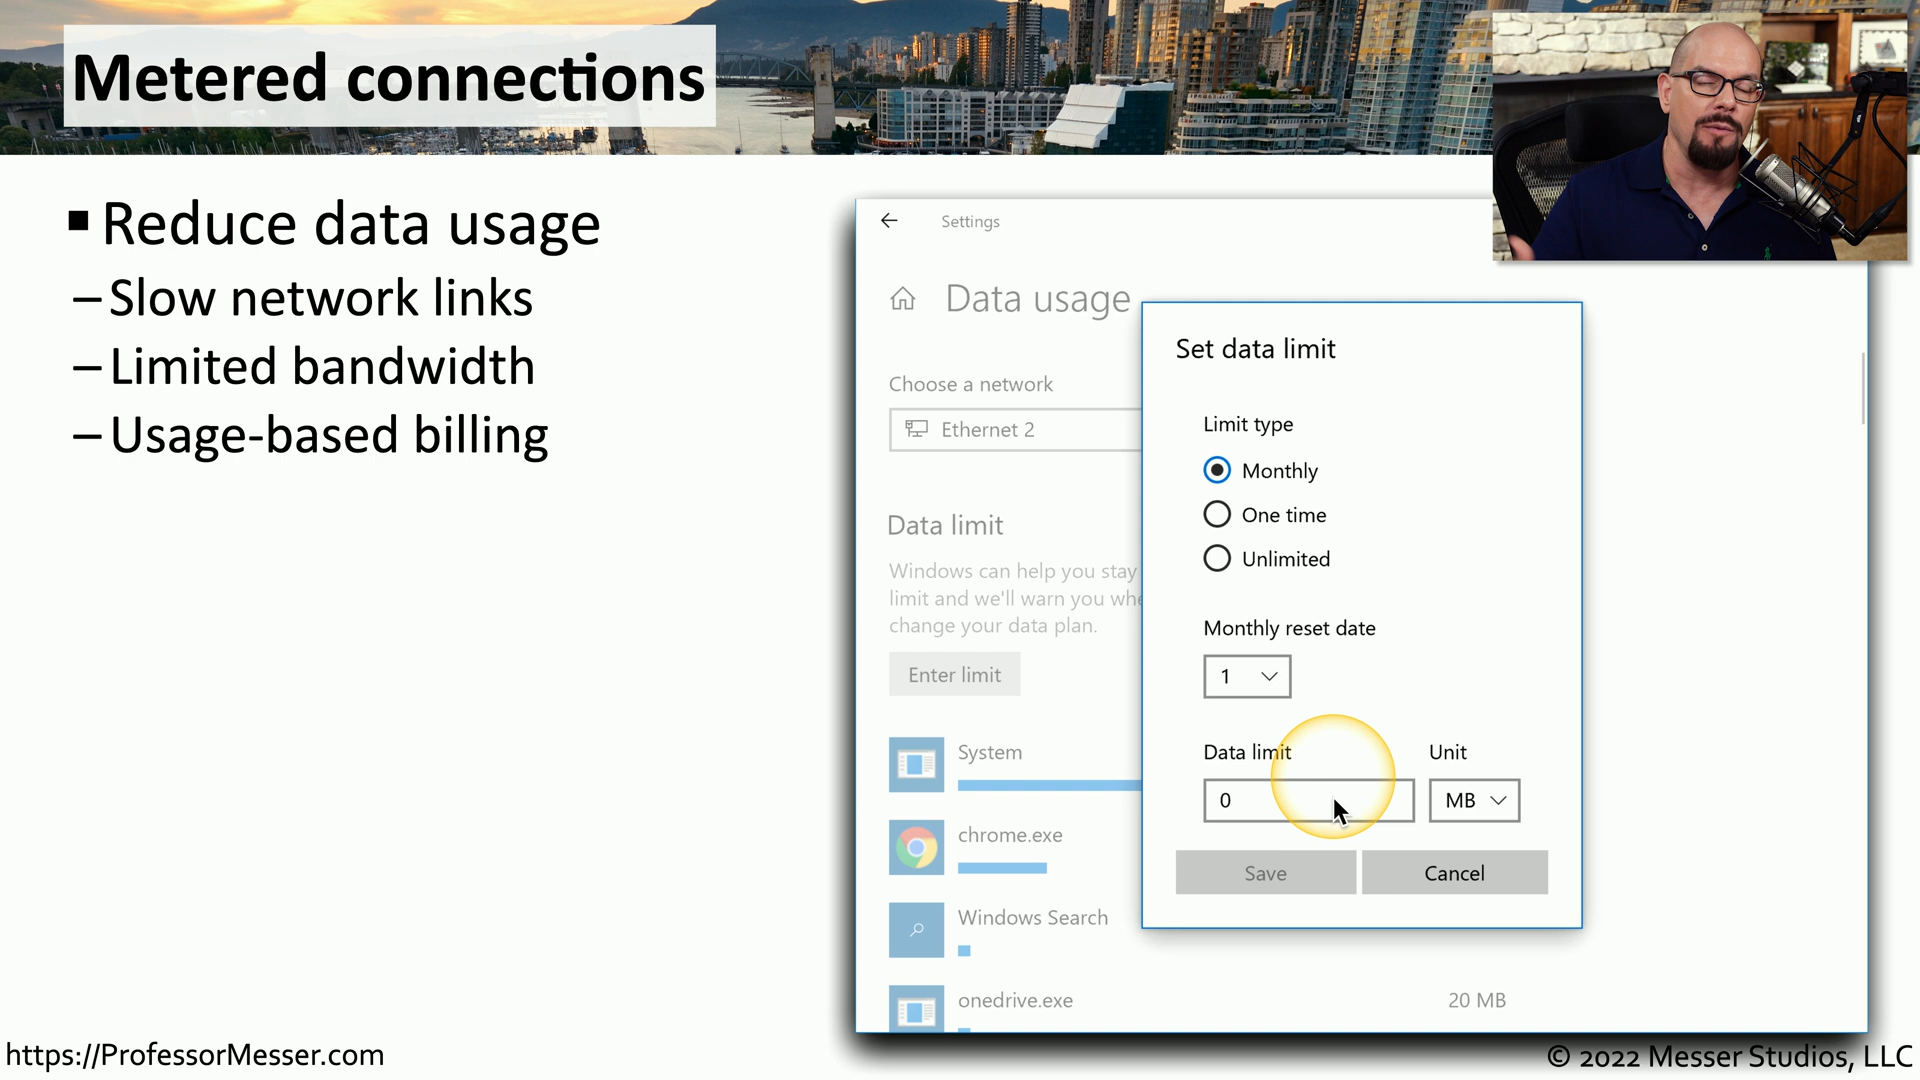 Metered connections
■ Reduce data usage
– Slow network links
– Limited bandwidth
– Usage-based billing
Settings
Data usage
Choose a network
Ethernet 2
Data limit
Windows can help you stay
limit and we'll warn you whe
change your data plan.
Enter limit
System
chrome.exe
Windows Search
onedrive.exe
20 MB
Set data limit
Limit type
Monthly
One time
Unlimited
Monthly reset date
1
Data limit Unit
0 MB
Save Cancel
https://ProfessorMesser.com
© 2022 Messer Studios, LLC